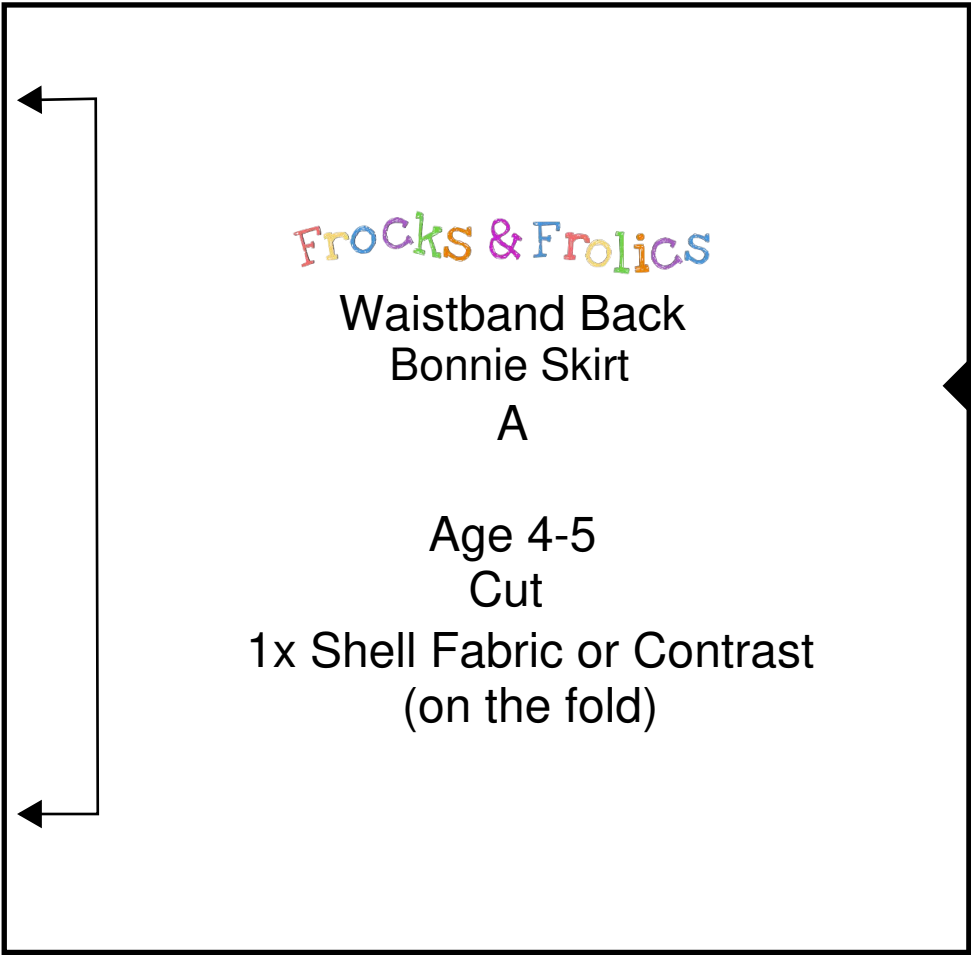 Frocks & Frolics
Waistband Back
Bonnie Skirt
A
Age 4-5
Cut
1x Shell Fabric or Contrast
(on the fold)